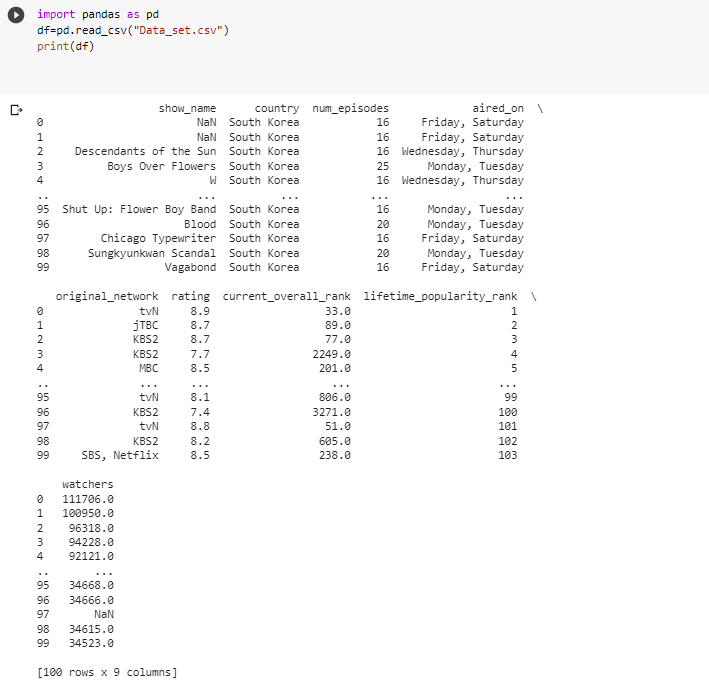 import pandas as pd
df=pd.read_csv("Data_set.csv")
print(df)
show_name country num_episodes aired_on \
0 NaN South Korea 16 Friday, Saturday
1 NaN South Korea 16 Friday, Saturday
2 Descendants of the Sun South Korea 16 Wednesday, Thursday
3 Boys Over Flowers South Korea 25 Monday, Tuesday
4 W South Korea 16 Wednesday, Thursday
.. ... ... ... ...
95 Shut Up: Flower Boy Band South Korea 16 Monday, Tuesday
96 Blood South Korea 20 Monday, Tuesday
97 Chicago Typewriter South Korea 16 Friday, Saturday
98 Sungkyunkwan Scandal South Korea 20 Monday, Tuesday
99 Vagabond South Korea 16 Friday, Saturday
original_network rating current_overall_rank lifetime_popularity_rank \
0 tvN 8.9 33.0 1
1 jTBC 8.7 89.0 2
2 KBS2 8.7 77.0 3
3 KBS2 7.7 2249.0 4
4 MBC 8.5 201.0 5
.. ... ... ... ...
95 tvN 8.1 806.0 99
96 KBS2 7.4 3271.0 100
97 tvN 8.8 51.0 101
98 KBS2 8.2 605.0 102
99 SBS, Netflix 8.5 238.0 103
watchers
0 111706.0
1 100950.0
2 96318.0
3 94228.0
4 92121.0
.. ...
95 34668.0
96 34666.0
97 NaN
98 34615.0
99 34523.0
[100 rows x 9 columns]